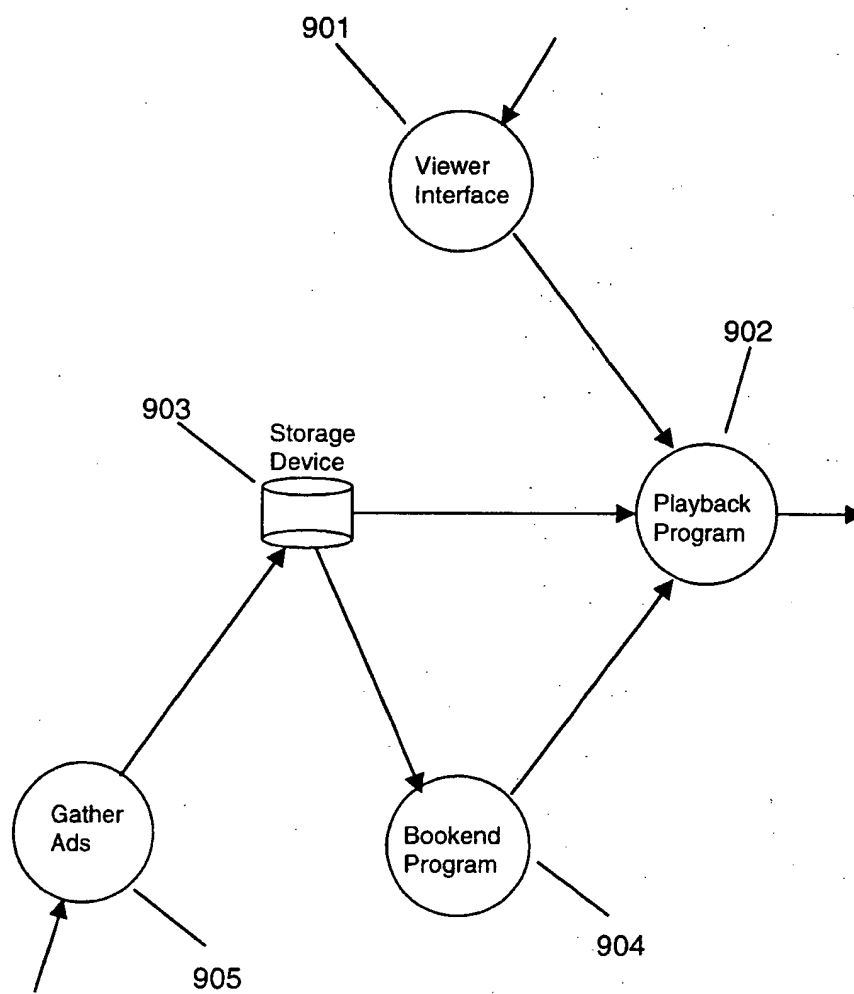 901
Viewer
Interface
902
903
Storage
Device
Playback
Program
Gather
Ads
Bookend
Program
904
905